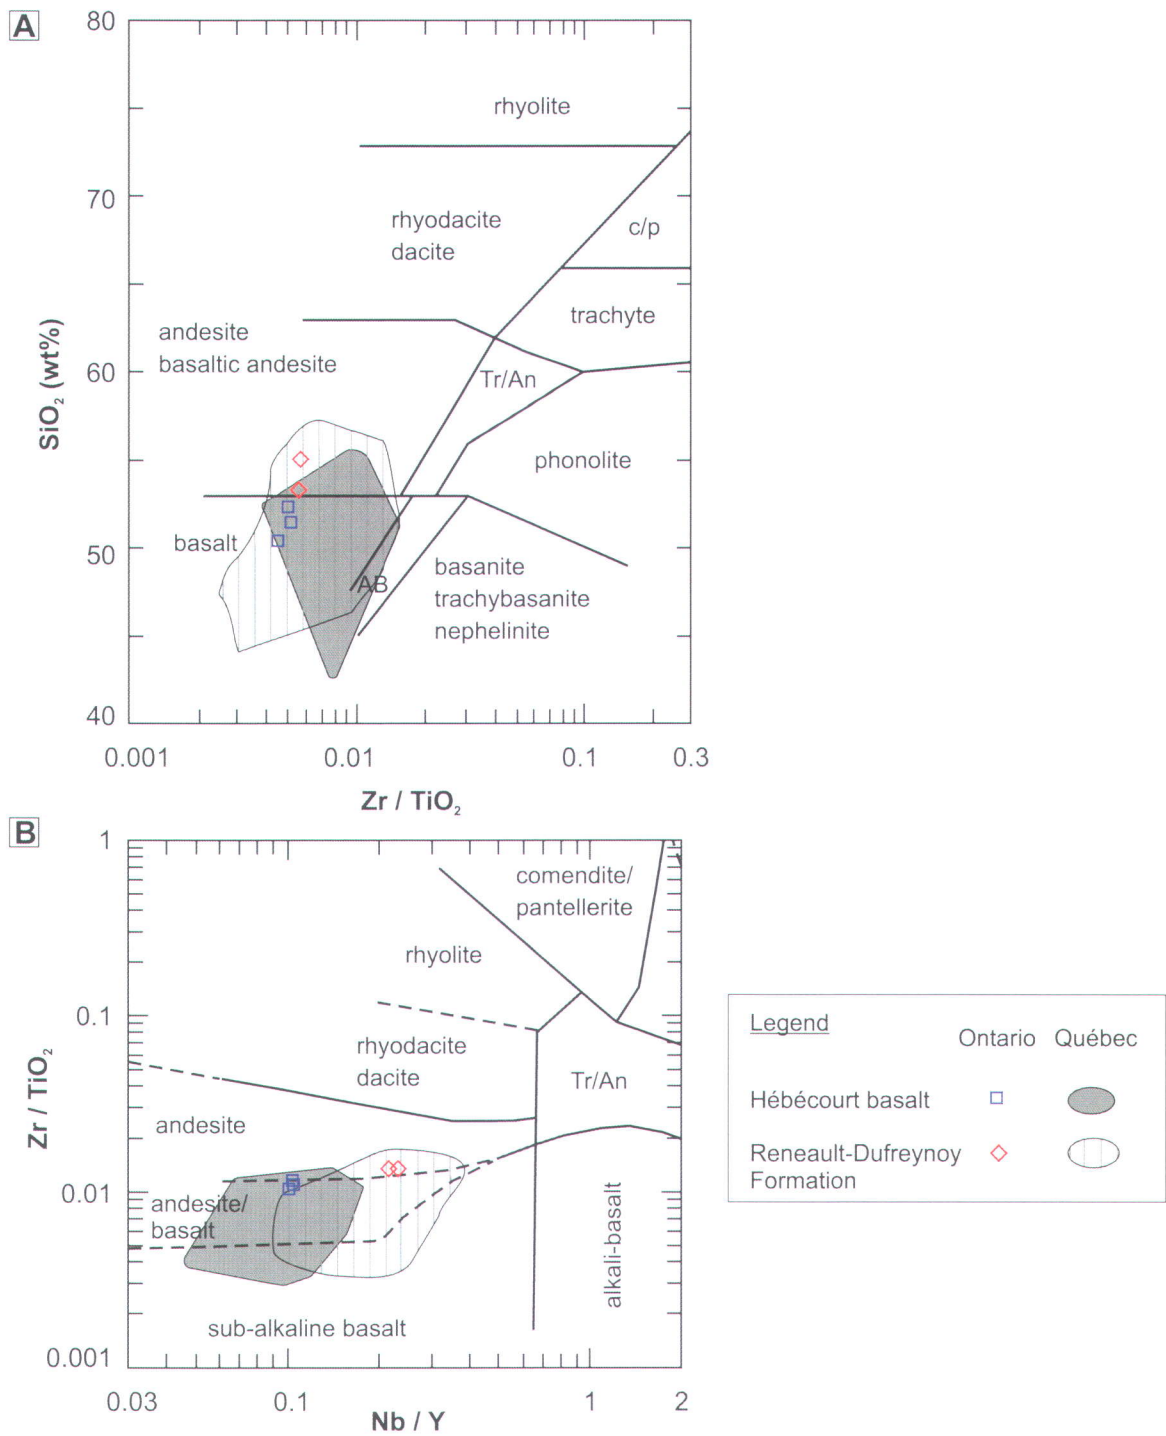 A
80
70
60
50
40
SiO₂ (wt%)
rhyolite
rhyodacite
dacite
c/p
trachyte
andesite
basaltic andesite
Tr/An
phonolite
basalt
AB
basanite
trachybasanite
nephelinite
0.001
0.01
0.1
0.3
Zr / TiO₂
B
1
0.1
0.01
0.001
Zr / TiO₂
comendite/
pantellerite
rhyolite
rhyodacite
dacite
Tr/An
andesite
andesite/
basalt
alkali-basalt
sub-alkaline basalt
0.03
0.1
1
2
Nb / Y
Legend
Ontario Québec
Hébécourt basalt
Reneault-Dufreynoy
Formation